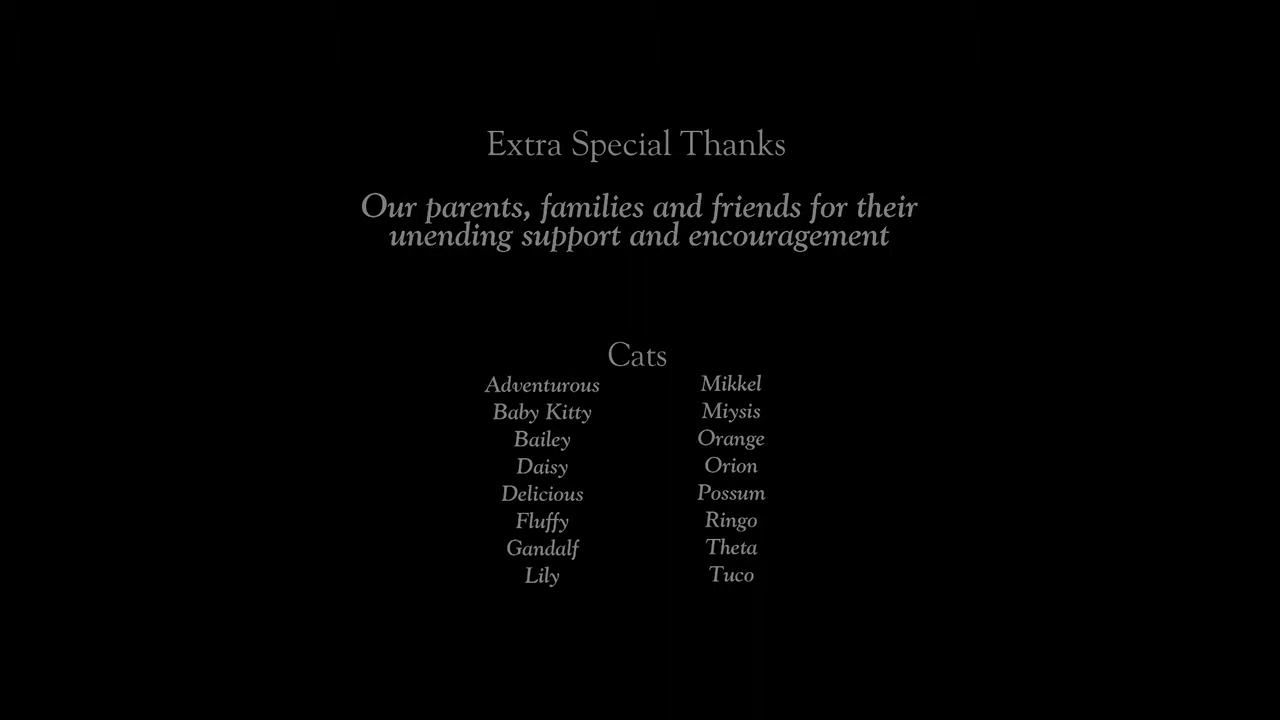 Extra Special Thanks
Our parents, families and friends for their
unending support and encouragement
Cats
Adventurous
Baby Kitty
Bailey
Daisy
Delicious
Fluffy
Gandalf
Lily
Mikkel
Miysis
Orange
Orion
Possum
Ringo
Theta
Tuco